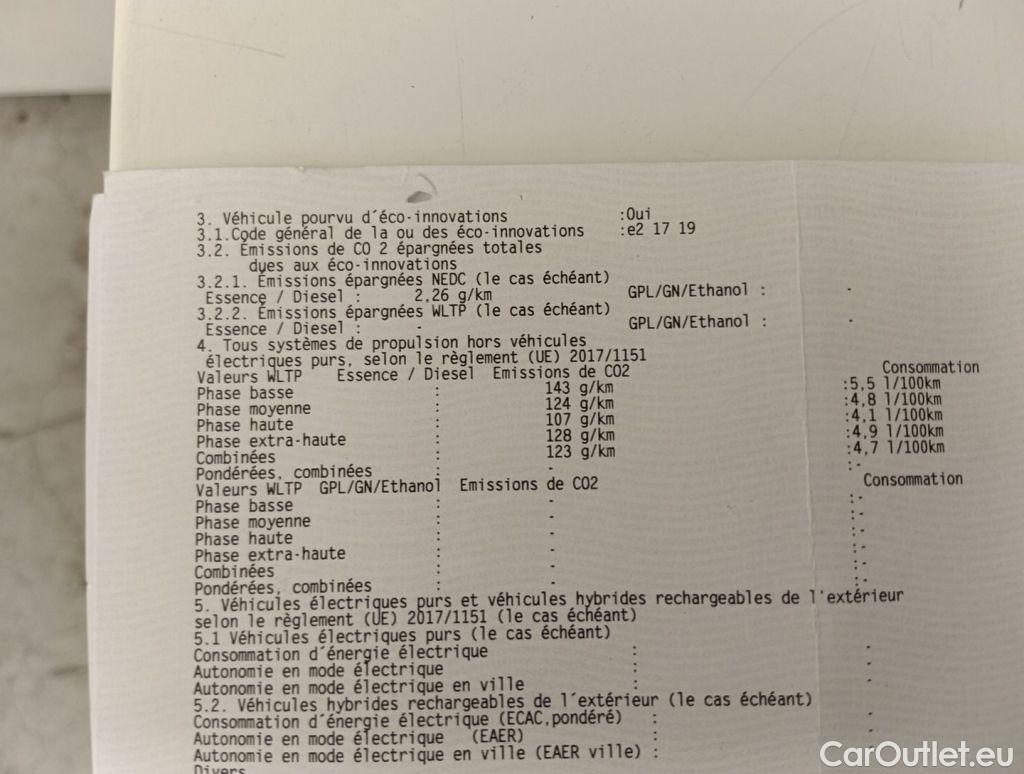 3. Véhicule pourvu d´éco-innovations :Oui
3.1.Code général de la ou des éco-innovations :e2 17 19
3.2. Emissions de CO 2 épargnées totales
dues aux éco-innovations
3.2.1. Emissions épargnées NEDC (le cas échéant)
Essence / Diesel : 2,26 g/km GPL/GN/Ethanol : -
3.2.2. Emissions épargnées WLTP (le cas échéant)
Essence / Diesel : - GPL/GN/Ethanol : -
4. Tous systèmes de propulsion hors véhicules
électriques purs, selon le règlement (UE) 2017/1151
Valeurs WLTP Essence / Diesel Emissions de CO2 Consommation
Phase basse : 143 g/km :5,5 l/100km
Phase moyenne : 124 g/km :4,8 l/100km
Phase haute : 107 g/km :4,1 l/100km
Phase extra-haute : 128 g/km :4,9 l/100km
Combinées : 123 g/km :4,7 l/100km
Pondérées, combinées : - :-
Valeurs WLTP GPL/GN/Ethanol Emissions de CO2 Consommation
Phase basse : - :-
Phase moyenne : - :-
Phase haute : - :-
Phase extra-haute : - :-
Combinées : - :-
Pondérées, combinées : - :-
5. Véhicules électriques purs et véhicules hybrides rechargeables de l'extérieur
selon le règlement (UE) 2017/1151 (le cas échéant)
5.1 Véhicules électriques purs (le cas échéant)
Consommation d´énergie électrique : -
Autonomie en mode électrique : -
Autonomie en mode électrique en ville : -
5.2. Véhicules hybrides rechargeables de l´extérieur (le cas échéant)
Consommation d´énergie électrique (ECAC,pondéré) : -
Autonomie en mode électrique (EAER) : -
Autonomie en mode électrique en ville (EAER ville) : -
Divers
CarOutlet.eu